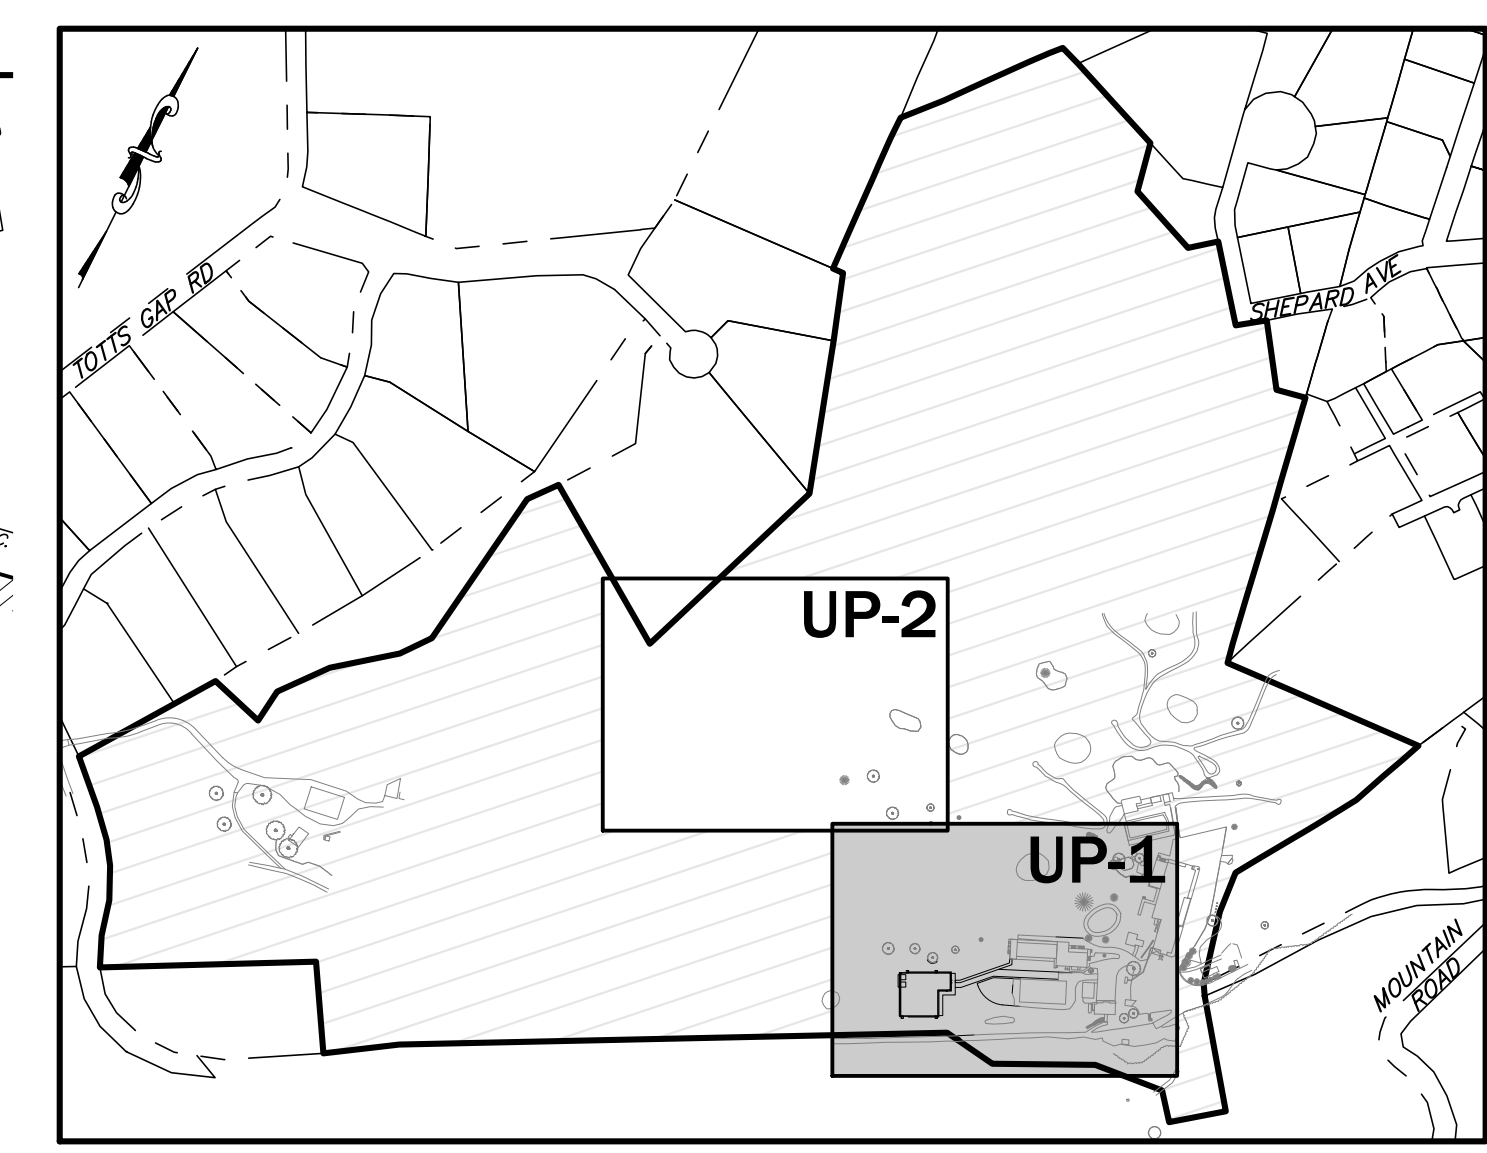 TOTTS GAP RD
SHEPARD AVE
UP-2
UP-1
MOUNTAIN
ROAD